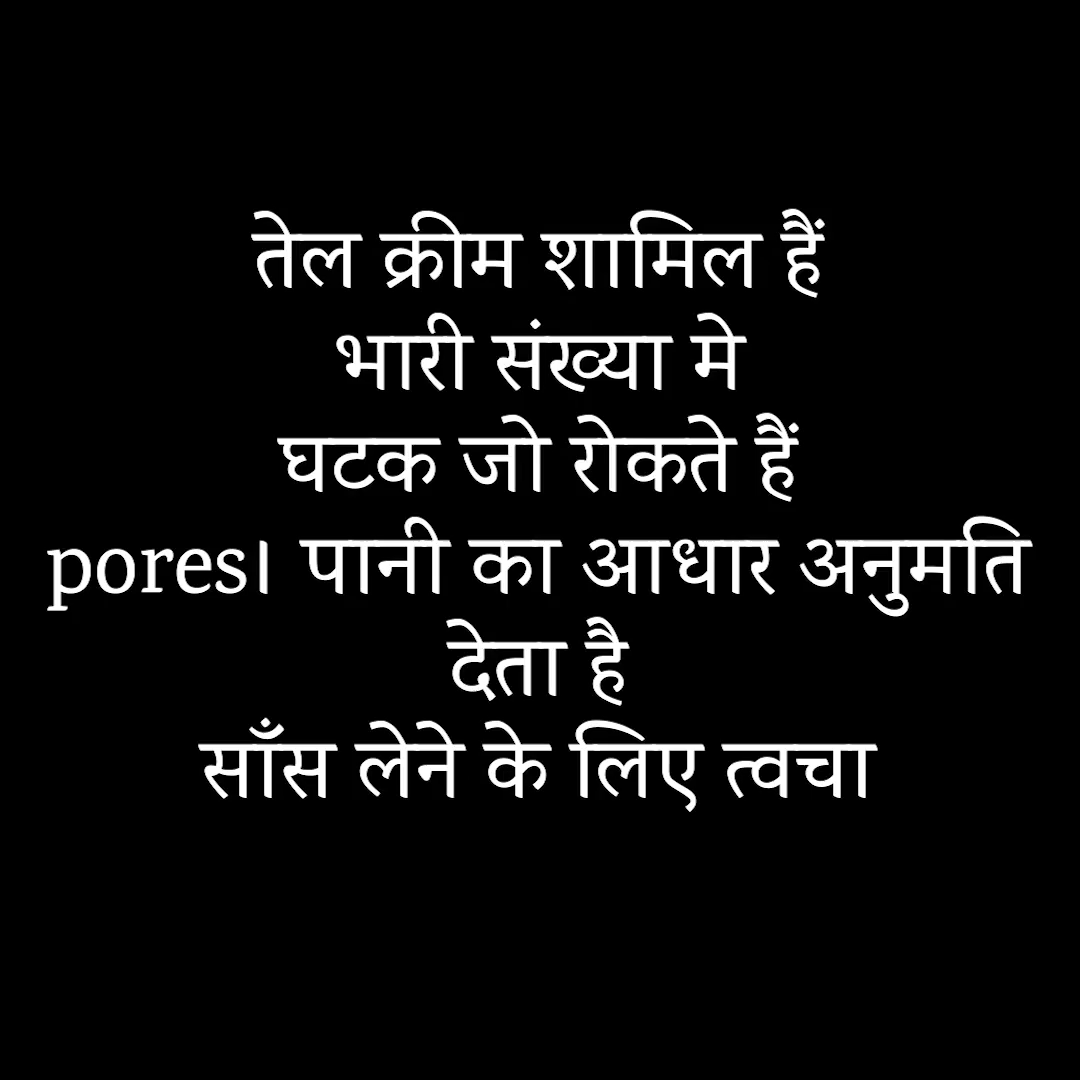 तेल क्रीम शामिल हैं
भारी संख्या मे
घटक जो रोकते हैं
pores। पानी का आधार अनुमति
देता है
साँस लेने के लिए त्वचा